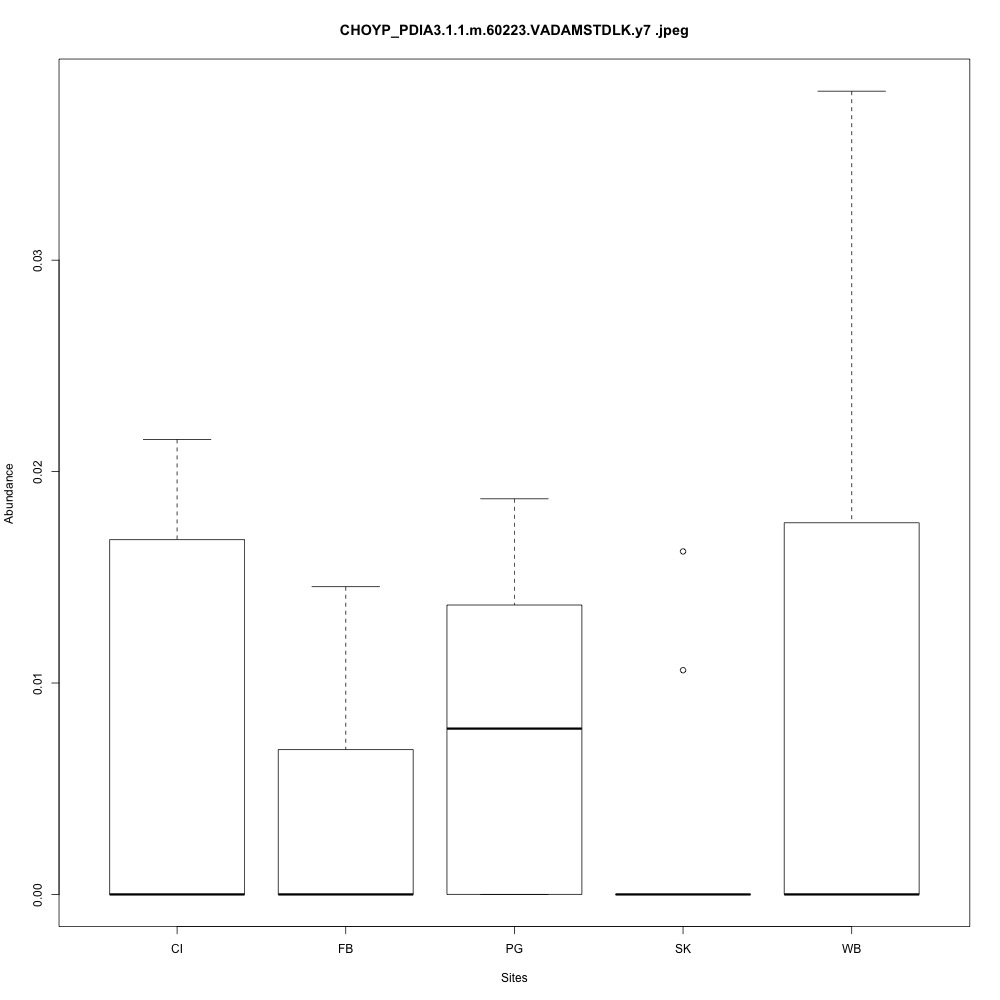 CHOYP_PDIA3.1.1.m.60223.VADAMSTDLK.y7 .jpeg
Abundance
0.03
0.02
0.01
0.00
CI FB PG SK WB
Sites